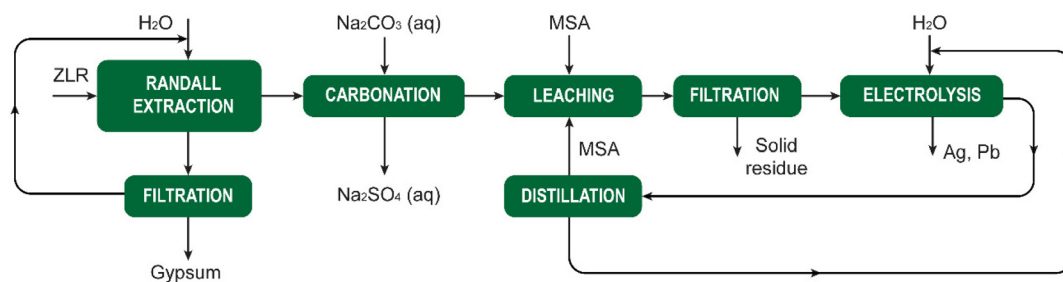 H₂O
Na₂CO₃ (aq)
MSA
H₂O
ZLR
RANDALL
EXTRACTION
CARBONATION
LEACHING
FILTRATION
ELECTROLYSIS
MSA
Solid
residue
Ag, Pb
FILTRATION
Na₂SO₄ (aq)
DISTILLATION
Gypsum